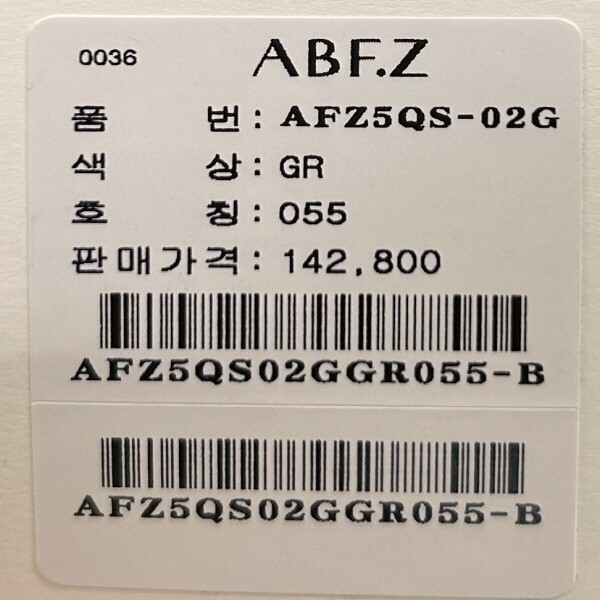 0036 ABF.Z
품 번 : AFZ5QS-02G
색 상 : GR
호 칭 : 055
판매가격 : 142,800
AFZ5QS02GGR055-B
AFZ5QS02GGR055-B